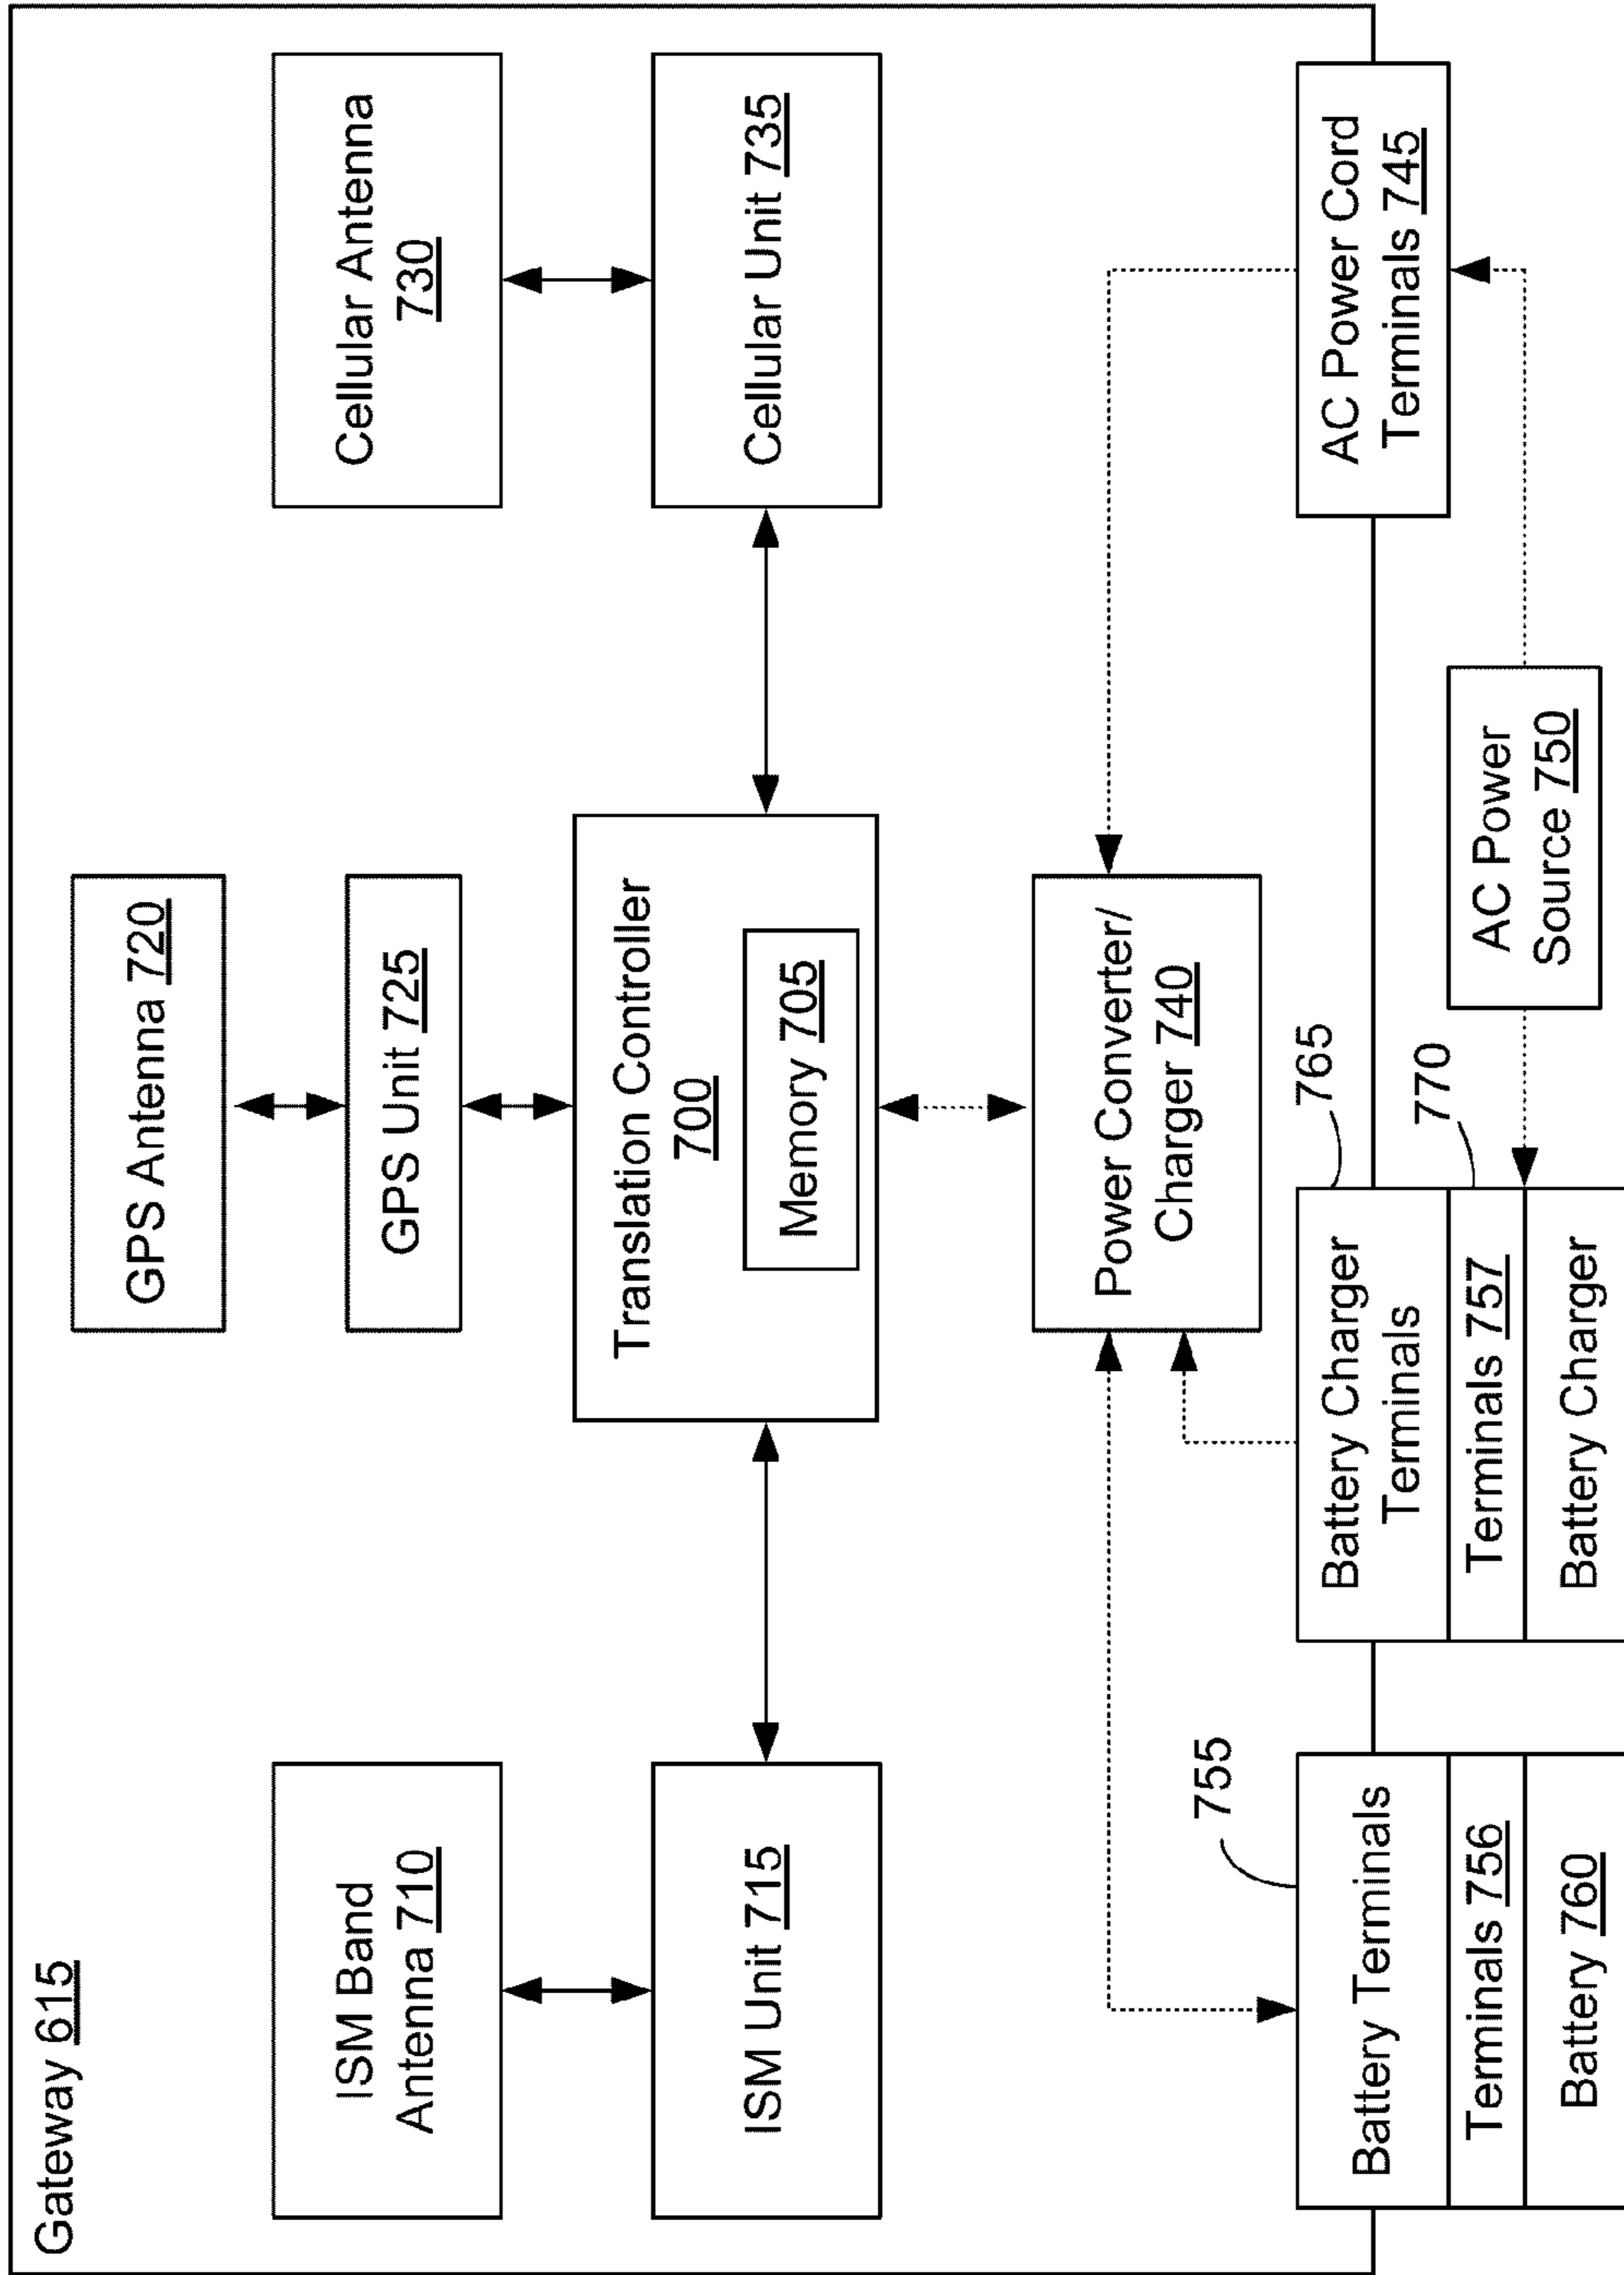 Gateway 615
GPS Antenna 720
GPS Unit 725
ISM Band
Antenna 710
Cellular Antenna
730
ISM Unit 715
Translation Controller
700
Memory 705
Cellular Unit 735
Power Converter/
Charger 740
755
765
Battery Terminals
Terminals 756
Battery 760
Battery Charger
Terminals
770
Terminals 757
Battery Charger
AC Power Cord
Terminals 745
AC Power
Source 750